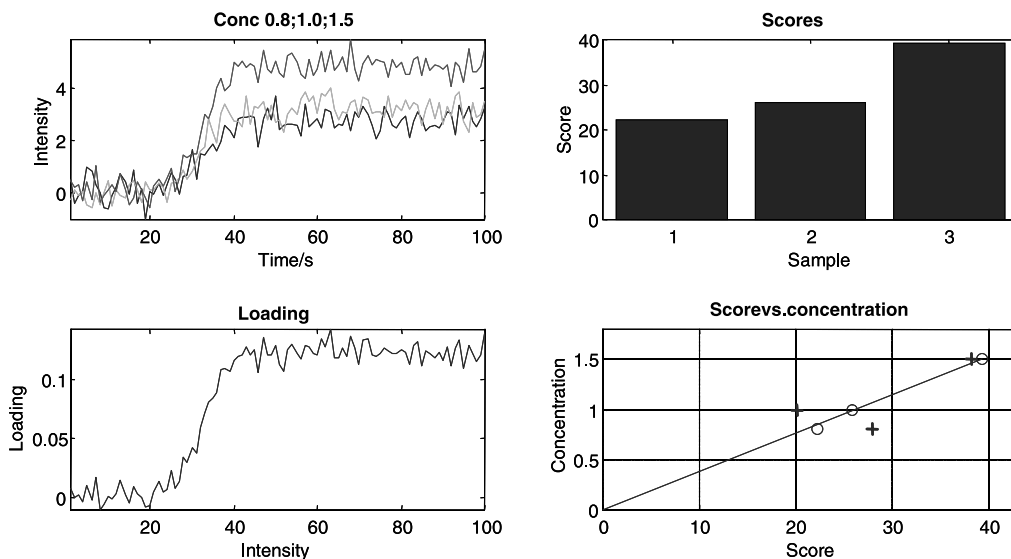 Conc 0.8;1.0;1.5
Intensity
4
2
0
20 40 60 80 100
Time/s
Scores
Score
40
30
20
10
0
1 2 3
Sample
Loading
Loading
0.1
0.05
0
20 40 60 80 100
Intensity
Scorevs.concentration
Concentration
1.5
1
0.5
0
0 10 20 30 40
Score